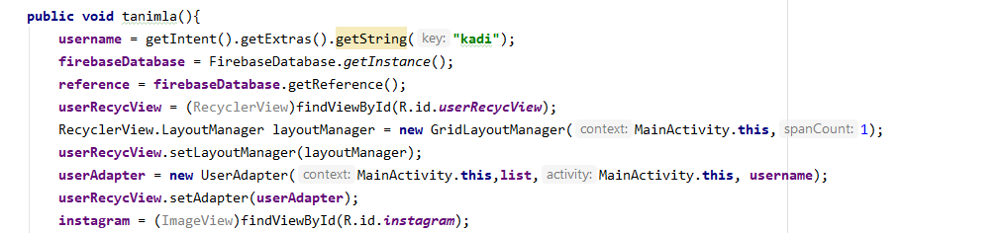 public void tanimla(){
username = getIntent().getExtras().getString( key: "kadi");
firebaseDatabase = FirebaseDatabase.getInstance();
reference = firebaseDatabase.getReference();
userRecycView = (RecyclerView)findViewById(R.id.userRecycView);
RecyclerView.LayoutManager layoutManager = new GridLayoutManager( context: MainActivity.this, spanCount: 1);
userRecycView.setLayoutManager(layoutManager);
userAdapter = new UserAdapter( context: MainActivity.this,list, activity: MainActivity.this, username);
userRecycView.setAdapter(userAdapter);
instagram = (ImageView)findViewById(R.id.instagram);